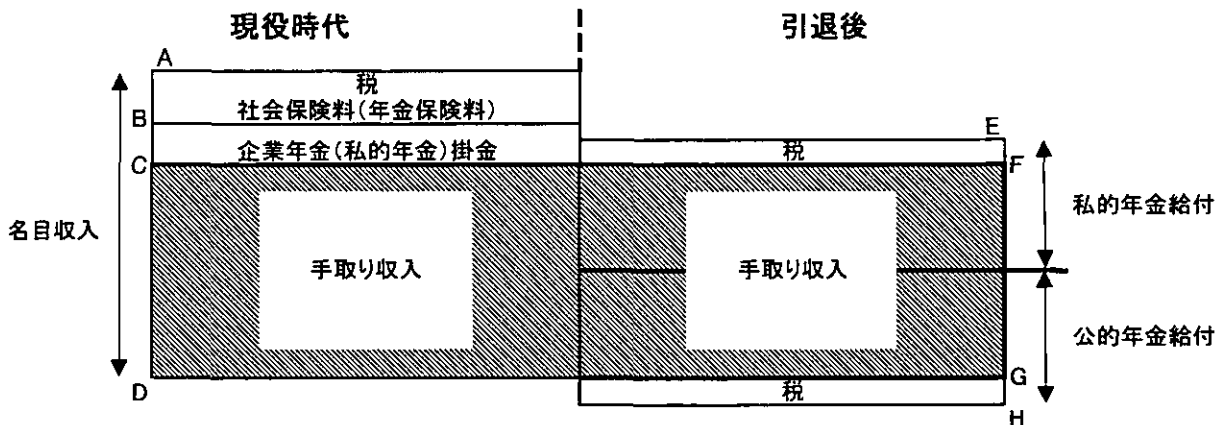 現役時代
引退後
A
税
社会保険料(年金保険料)
B
企業年金(私的年金)掛金
C
E
税
F
名目収入
手取り収入
手取り収入
私的年金給付
公的年金給付
D
税
G
H